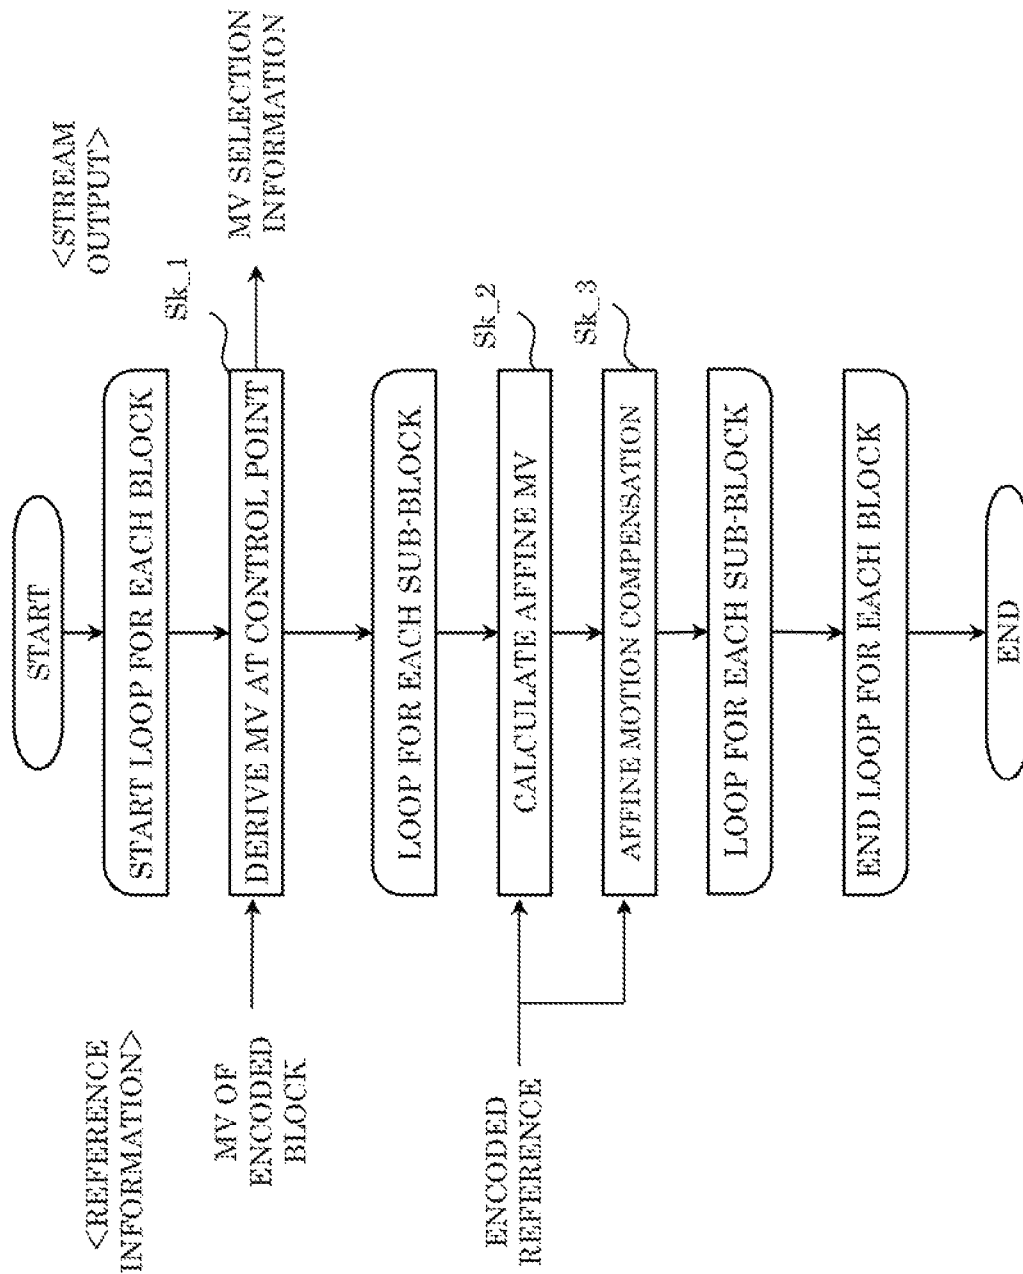 <REFERENCE
INFORMATION>
<STREAM
OUTPUT>
START
START LOOP FOR EACH BLOCK
Sk_1
MV OF
ENCODED
BLOCK
DERIVE MV AT CONTROL POINT
MV SELECTION
INFORMATION
LOOP FOR EACH SUB-BLOCK
Sk_2
ENCODED
REFERENCE
CALCULATE AFFINE MV
Sk_3
AFFINE MOTION COMPENSATION
LOOP FOR EACH SUB-BLOCK
END LOOP FOR EACH BLOCK
END